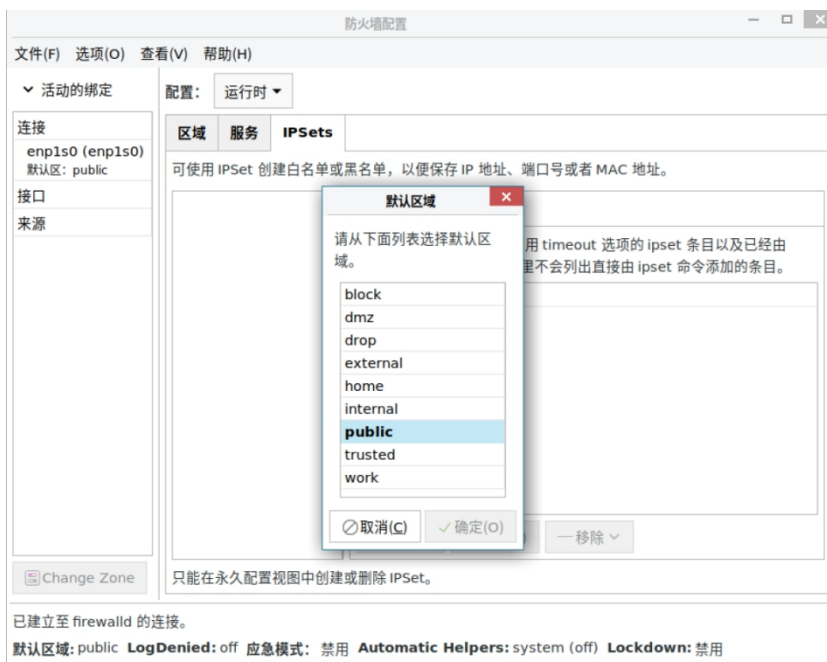 防火墙配置
文件(F) 选项(O) 查看(V) 帮助(H)
活动的绑定
配置： 运行时
连接
enp1s0 (enp1s0)
默认区：public
接口
来源
区域 服务 IPSets
可使用 IPSet 创建白名单或黑名单，以便保存 IP 地址、端口号或者 MAC 地址。
默认区域
请从下面列表选择默认区
域。
用 timeout 选项的 ipset 条目以及已经由
里不会列出直接由 ipset 命令添加的条目。
block
dmz
drop
external
home
internal
public
trusted
work
取消(C) 确定(O)
移除
Change Zone
只能在永久配置视图中创建或删除 IPSet。
已建立至 firewalld 的连接。
默认区域: public LogDenied: off 应急模式： 禁用 Automatic Helpers: system (off) Lockdown: 禁用